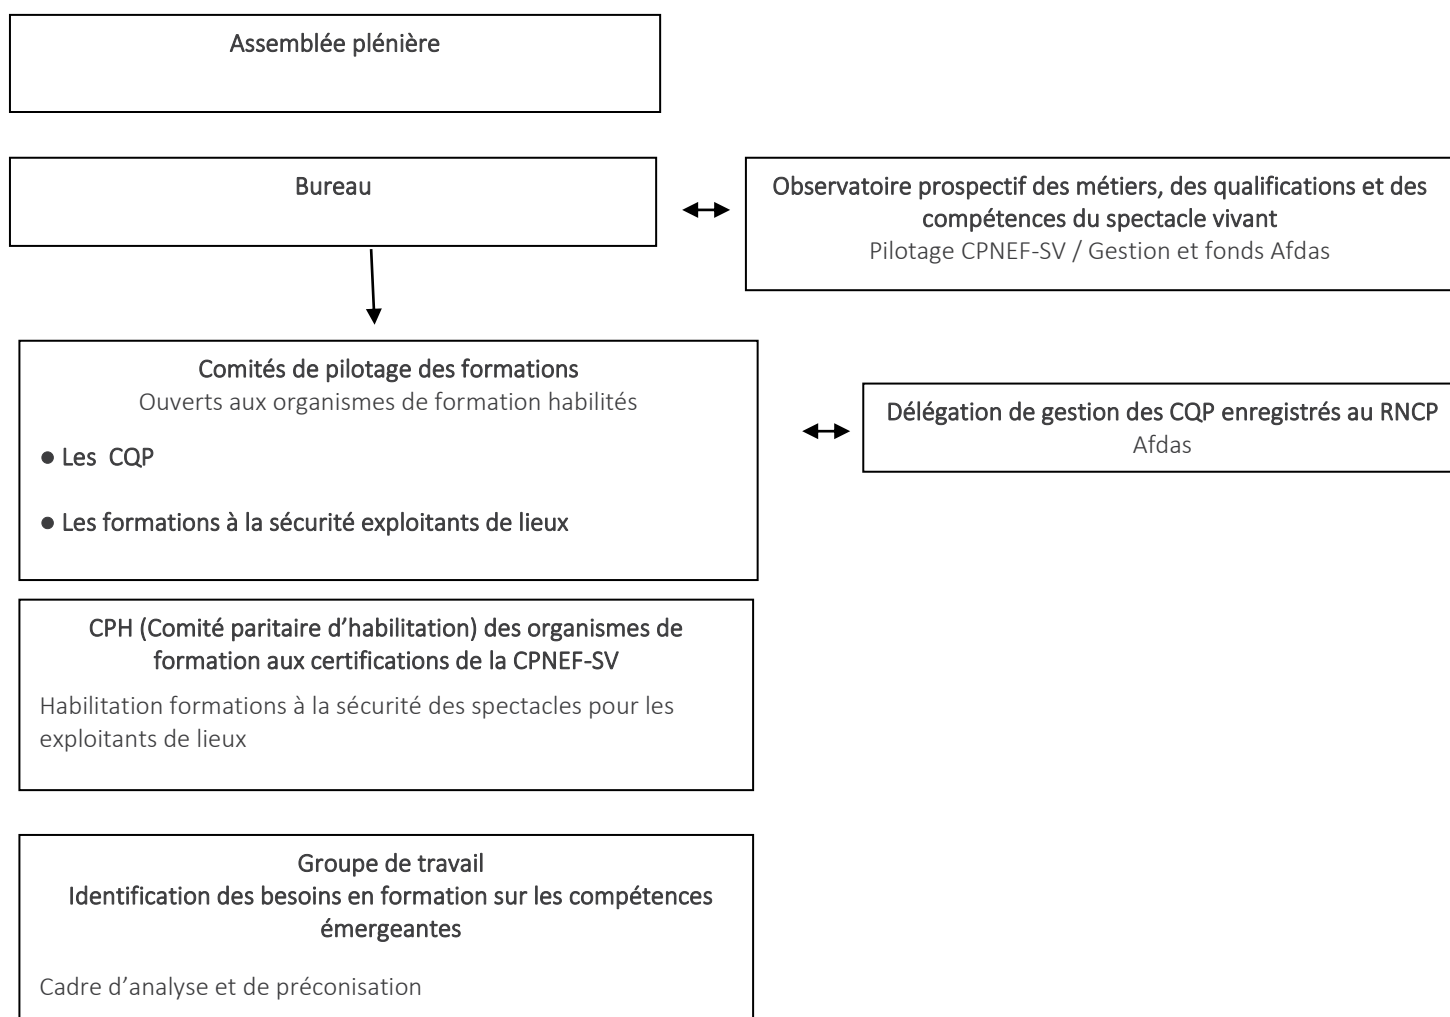 Assemblée plénière
Bureau
Observatoire prospectif des métiers, des qualifications et des
compétences du spectacle vivant
Pilotage CPNEF-SV / Gestion et fonds Afdas
Comités de pilotage des formations
Ouverts aux organismes de formation habilités
● Les CQP
● Les formations à la sécurité exploitants de lieux
Délégation de gestion des CQP enregistrés au RNCP
Afdas
CPH (Comité paritaire d’habilitation) des organismes de
formation aux certifications de la CPNEF-SV
Habilitation formations à la sécurité des spectacles pour les
exploitants de lieux
Groupe de travail
Identification des besoins en formation sur les compétences
émergeantes
Cadre d’analyse et de préconisation